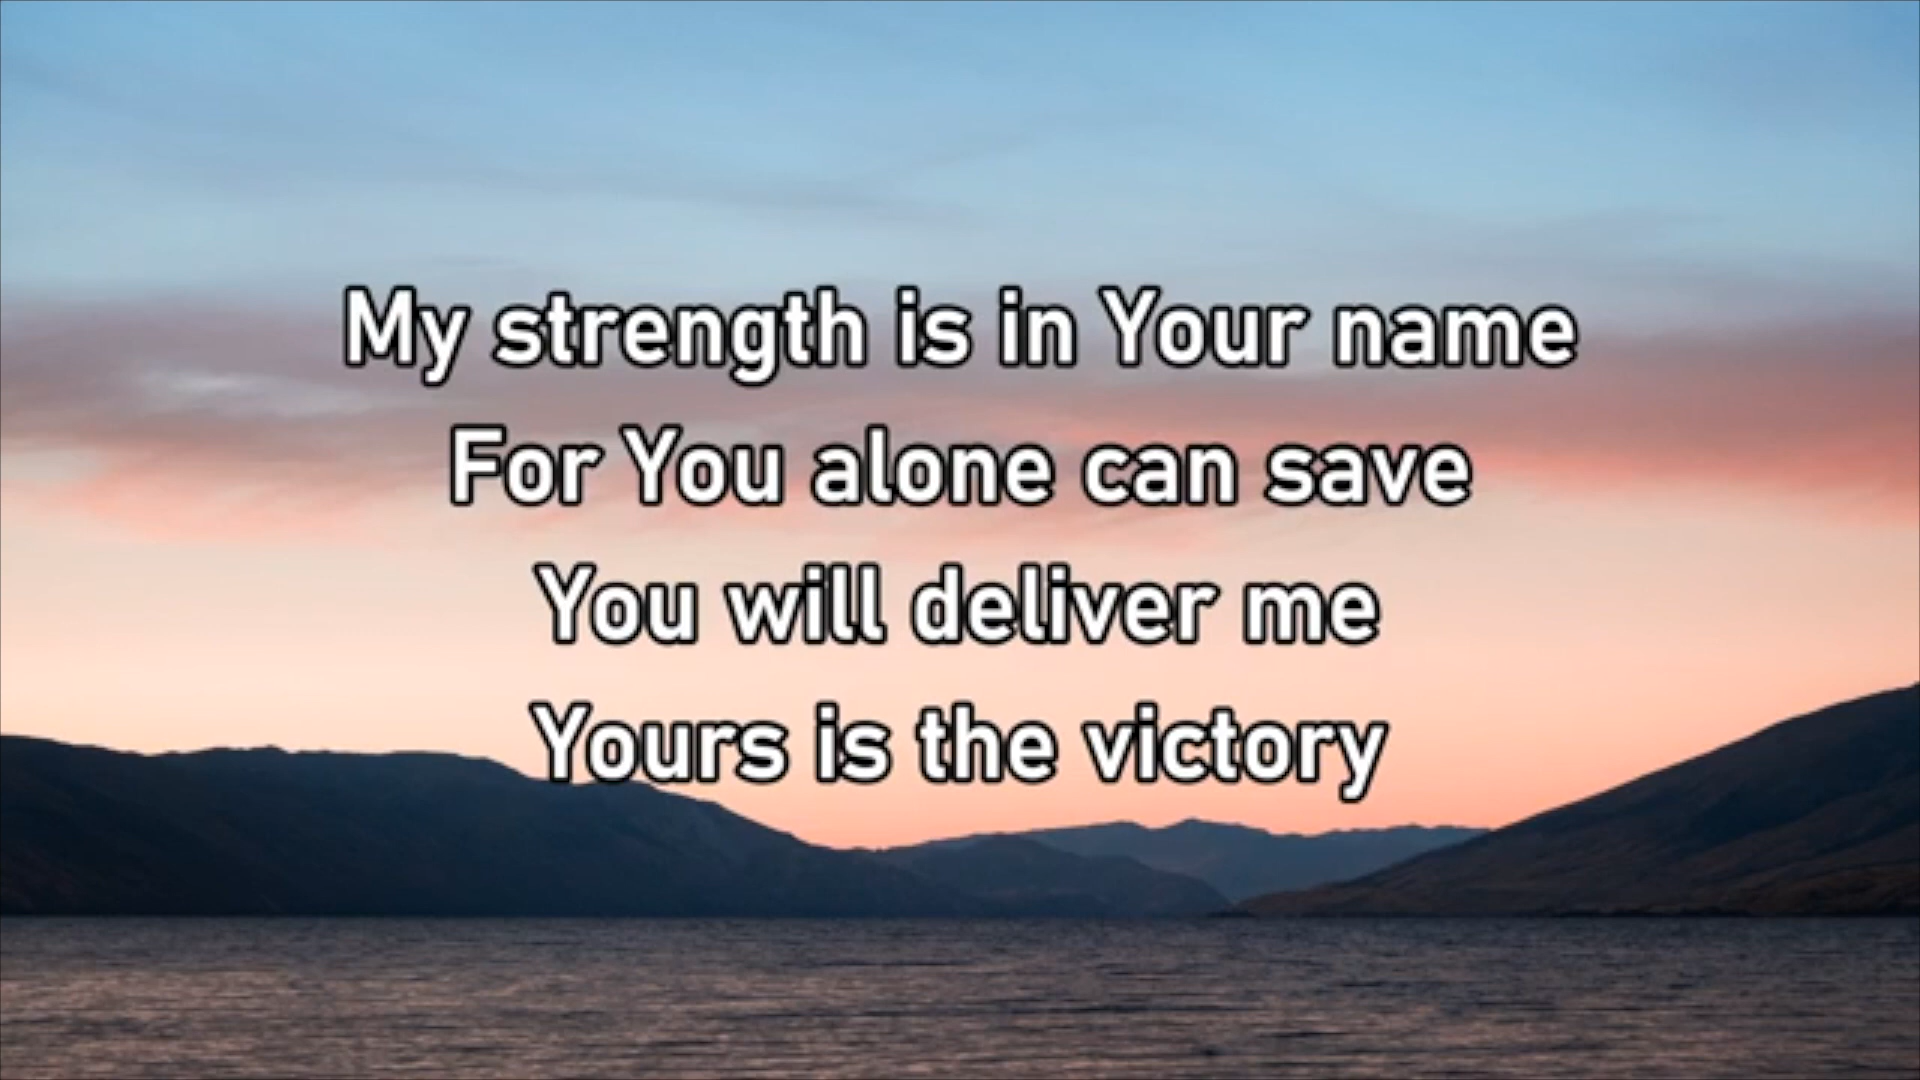 My strength is in Your name
For You alone can save
You will deliver me
Yours is the victory